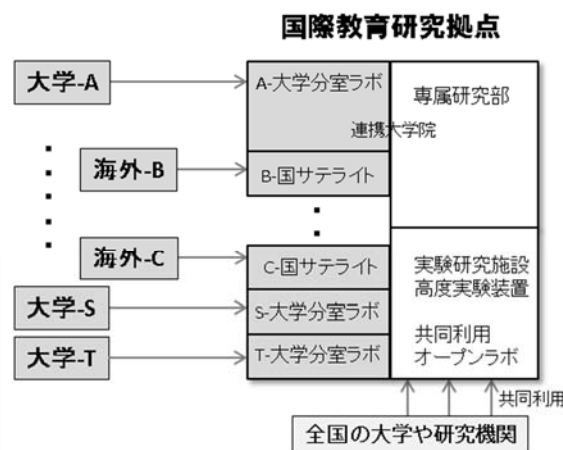 国際教育研究拠点
大学-A
A-大学分室ラボ
専属研究部
連携大学院
海外-B
B-国サテライト
海外-C
C-国サテライト
実験研究施設
高度実験装置
大学-S
S-大学分室ラボ
共同利用
オープンラボ
大学-T
T-大学分室ラボ
共同利用
全国の大学や研究機関